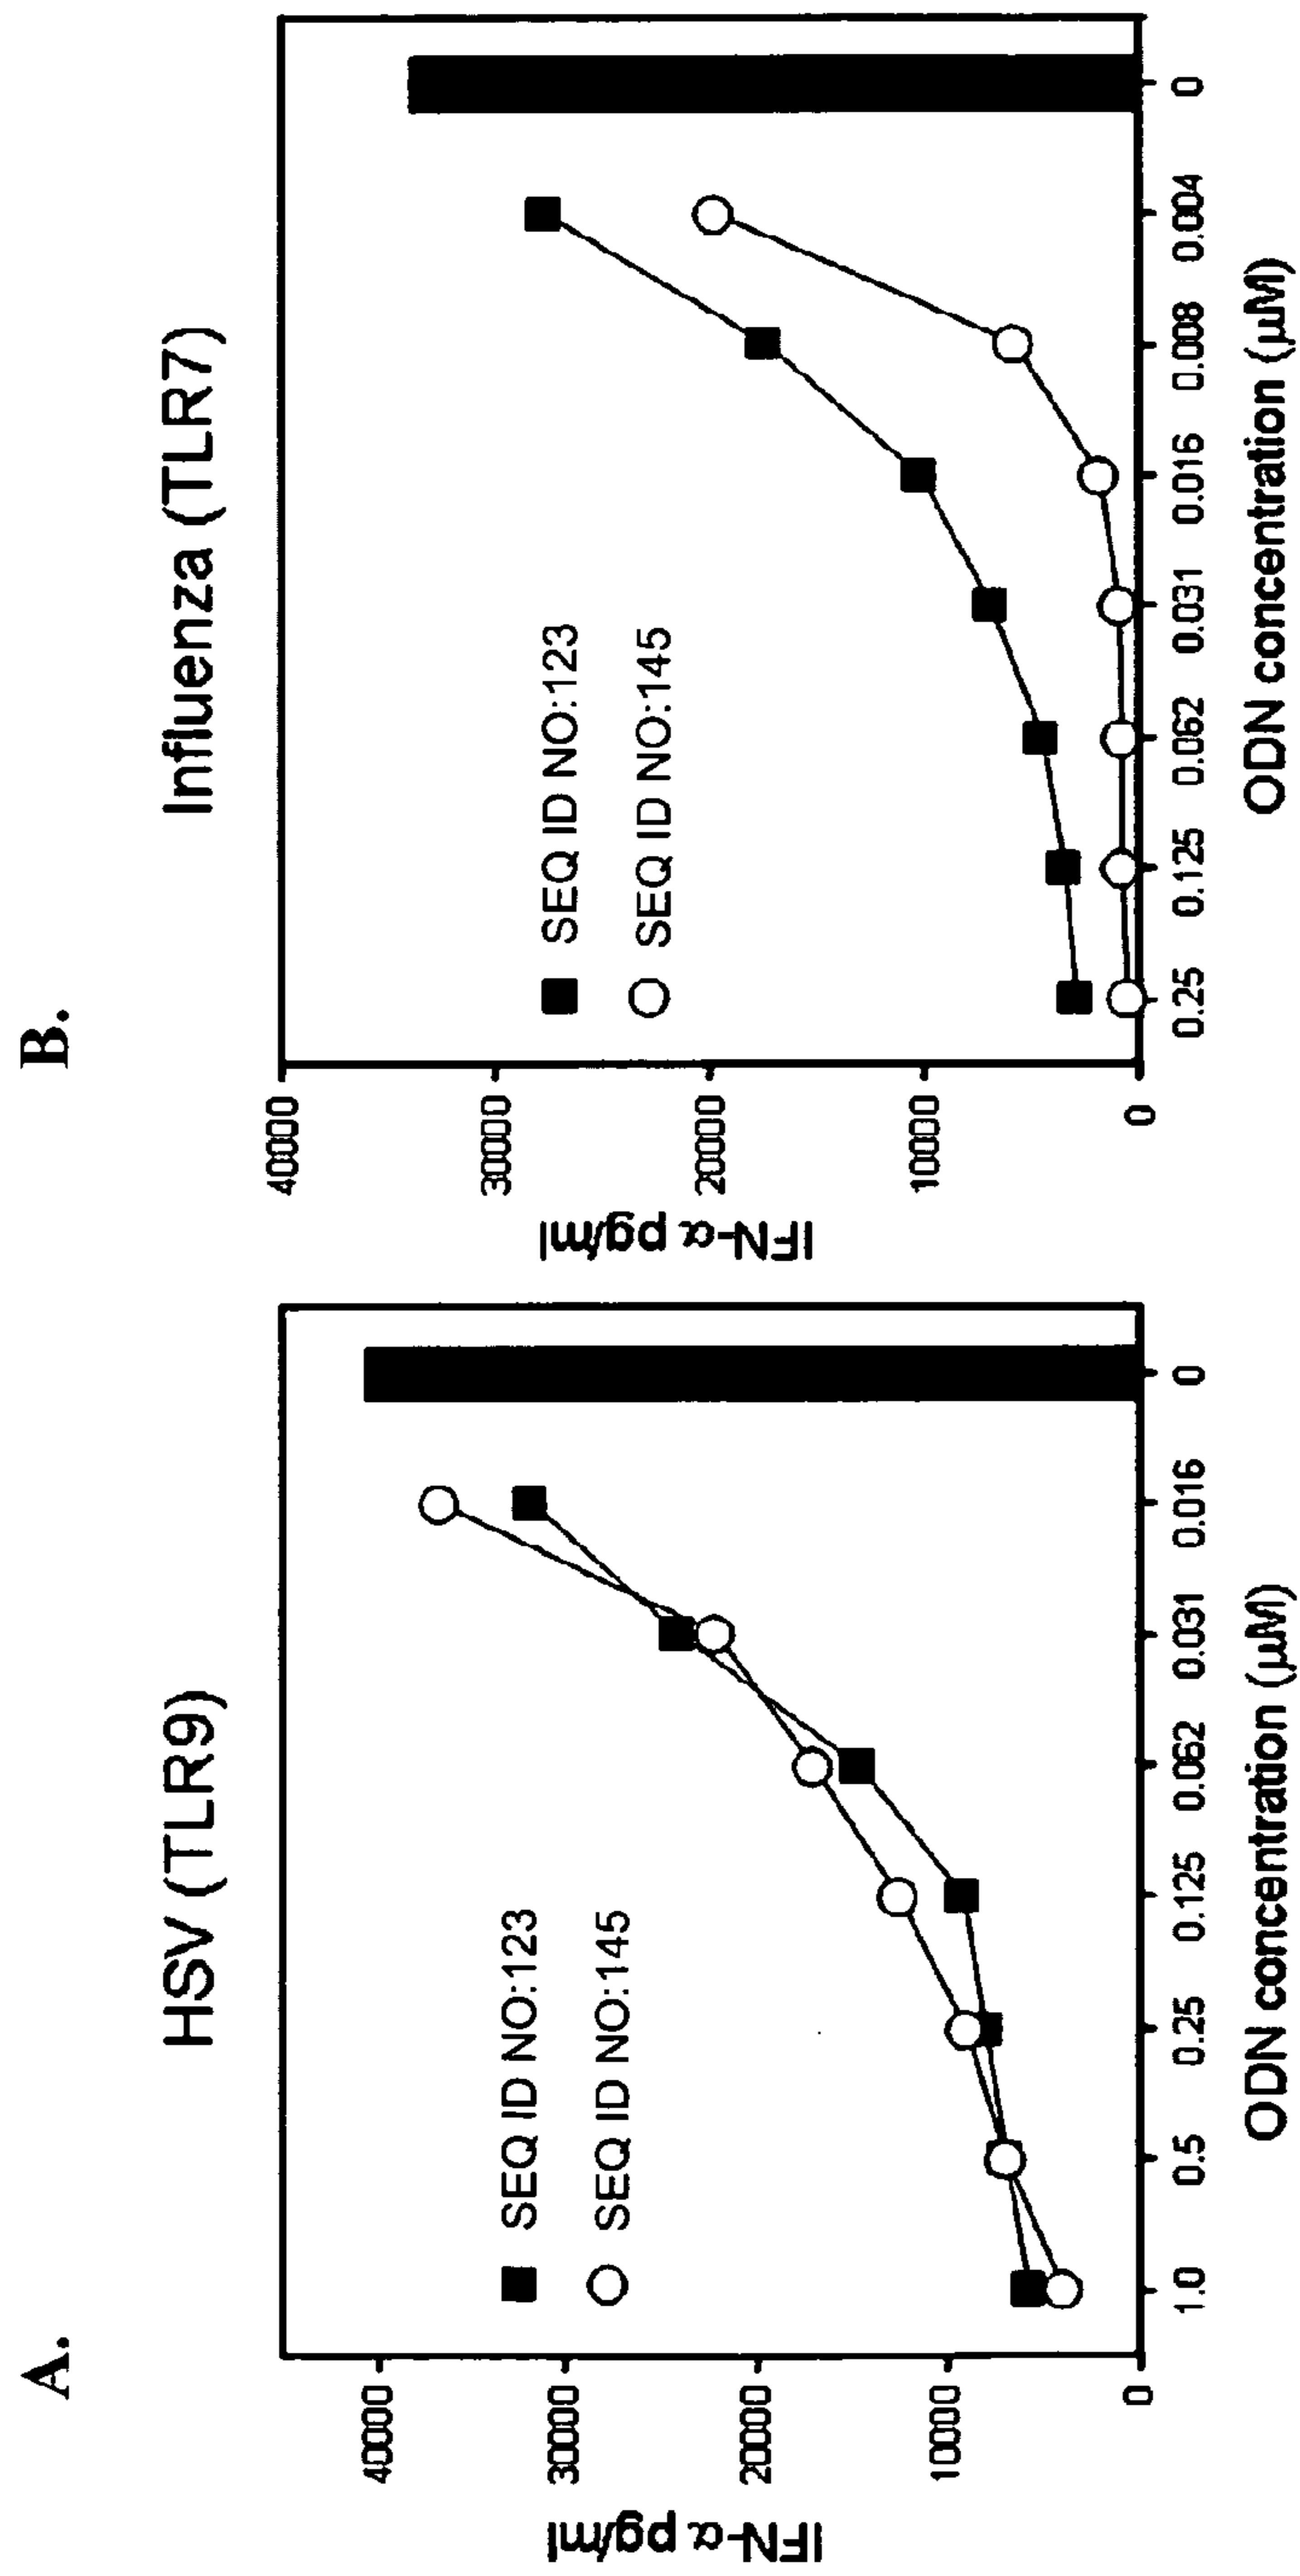 A.
HSV (TLR9)
IFN-α pg/ml
40000
30000
20000
10000
0
SEQ ID NO:123
SEQ ID NO:145
1.0 0.5 0.25 0.125 0.062 0.031 0.016 0
ODN concentration (µM)
B.
Influenza (TLR7)
IFN-α pg/ml
40000
30000
20000
10000
0
SEQ ID NO:123
SEQ ID NO:145
0.25 0.125 0.062 0.031 0.016 0.008 0.004 0
ODN concentration (µM)